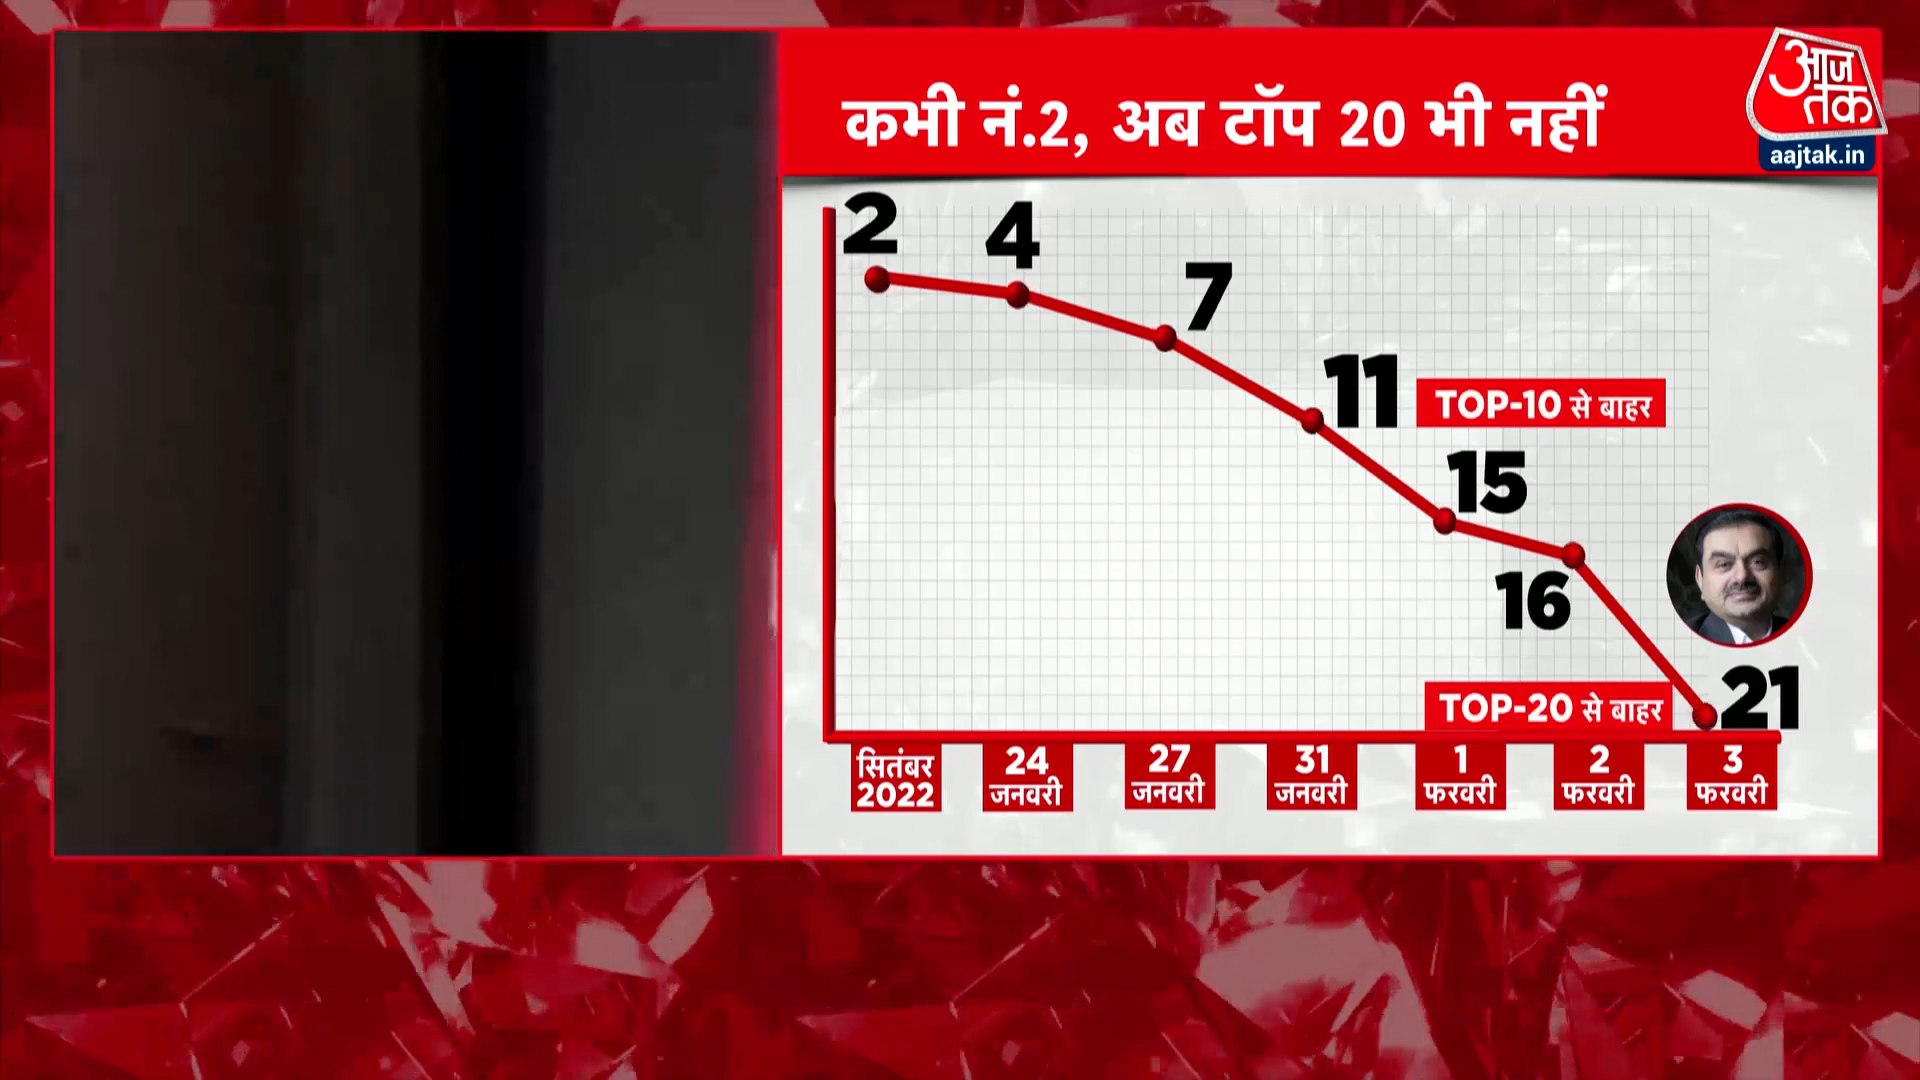 कभी नं.2, अब टॉप 20 भी नहीं
आज
तक
aajtak.in
2
4
7
11
TOP-10 से बाहर
15
16
TOP-20 से बाहर
21
सितंबर
2022
24
जनवरी
27
जनवरी
31
जनवरी
1
फरवरी
2
फरवरी
3
फरवरी